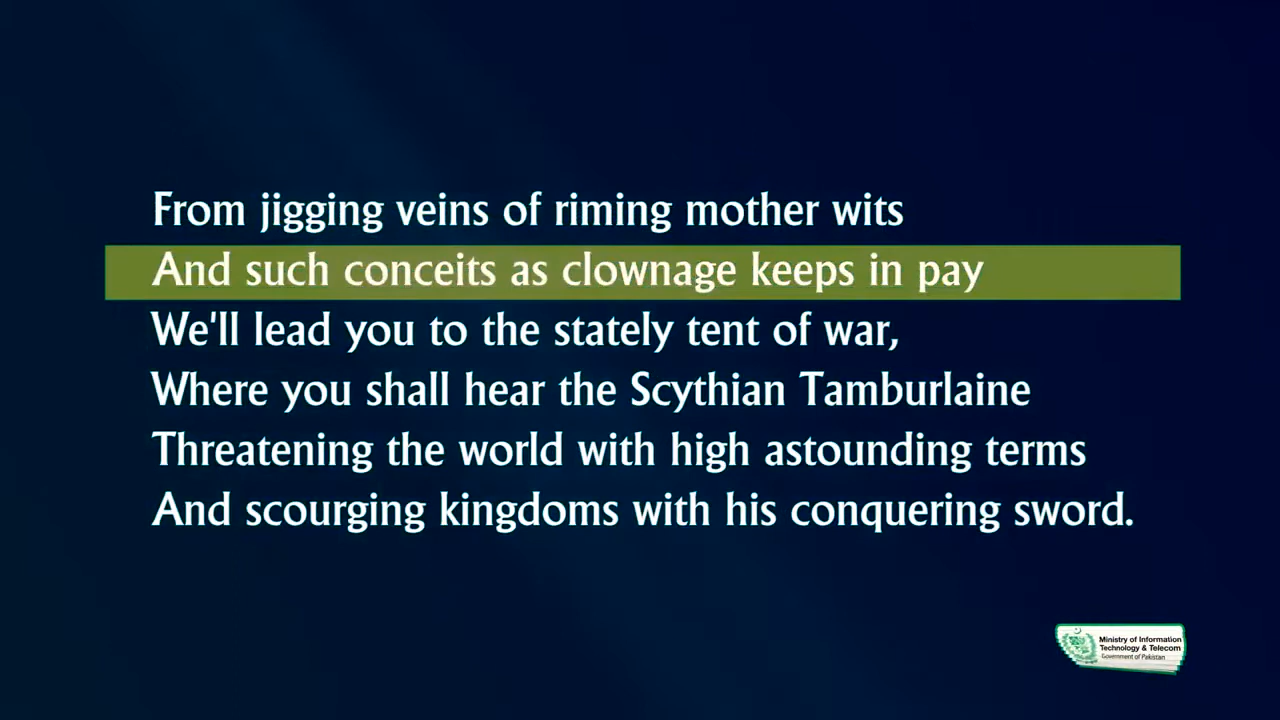 From jigging veins of riming mother wits
And such conceits as clownage keeps in pay
We'll lead you to the stately tent of war,
Where you shall hear the Scythian Tamburlaine
Threatening the world with high astounding terms
And scourging kingdoms with his conquering sword.
Ministry of Information
Technology & Telecom
Government of Pakistan